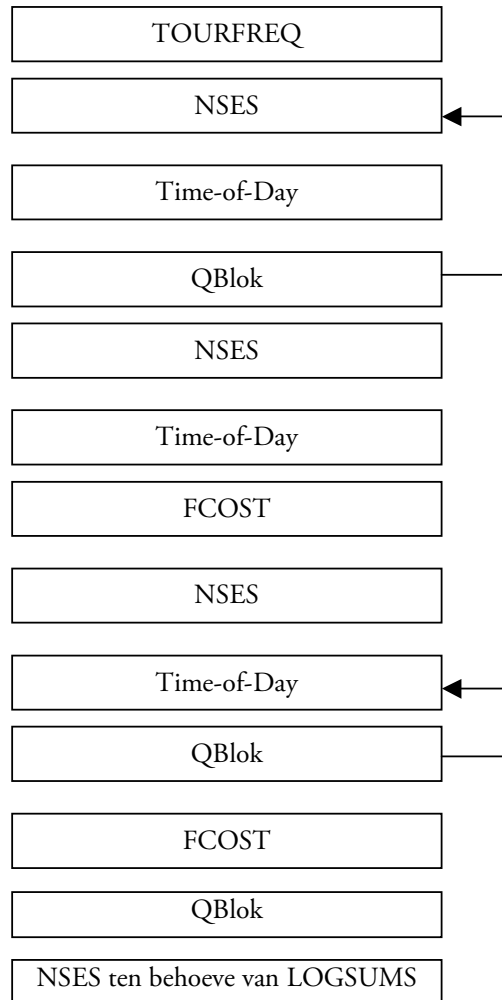 TOURFREQ
NSES
Time-of-Day
QBlok
NSES
Time-of-Day
FCOST
NSES
Time-of-Day
QBlok
FCOST
QBlok
NSES ten behoeve van LOGSUMS